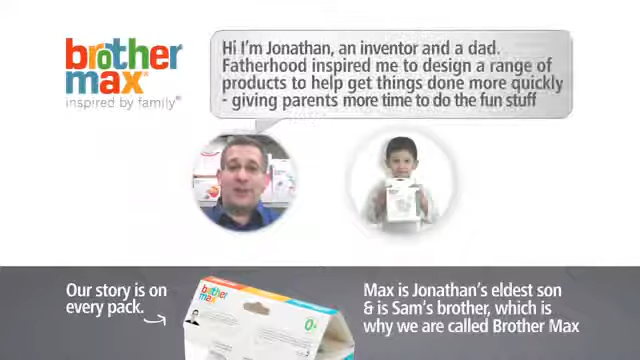 brother
max
inspired by family®
Hi I'm Jonathan, an inventor and a dad.
Fatherhood inspired me to design a range of
products to help get things done more quickly
- giving parents more time to do the fun stuff
Our story is on
every pack.
brother
max
0+
Max is Jonathan's eldest son
& is Sam's brother, which is
why we are called Brother Max